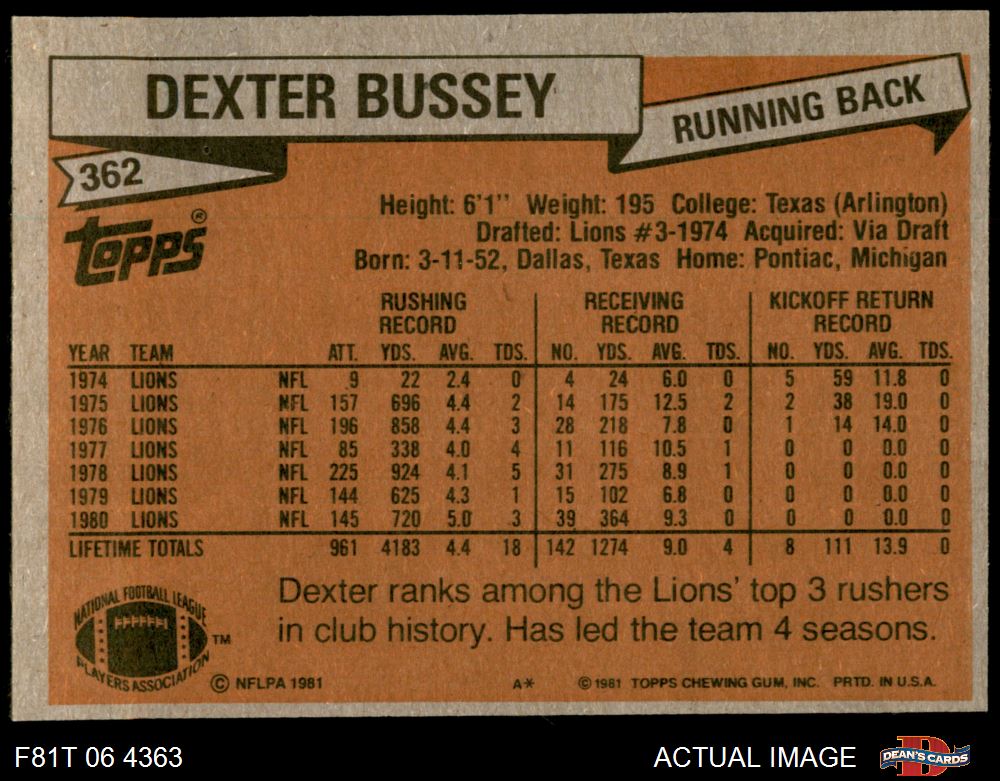 DEXTER BUSSEY
RUNNING BACK
362
TOPPS®
Height: 6'1'' Weight: 195 College: Texas (Arlington)
Drafted: Lions #3-1974 Acquired: Via Draft
Born: 3-11-52, Dallas, Texas Home: Pontiac, Michigan
RUSHING RECORD RECEIVING RECORD KICKOFF RETURN RECORD
YEAR TEAM ATT. YDS. AVG. TDS. NO. YDS. AVG. TDS. NO. YDS. AVG. TDS.
1974 LIONS NFL 9 22 2.4 0 4 24 6.0 0 5 59 11.8 0
1975 LIONS NFL 157 696 4.4 2 14 175 12.5 2 2 38 19.0 0
1976 LIONS NFL 196 858 4.4 3 28 218 7.8 0 1 14 14.0 0
1977 LIONS NFL 85 338 4.0 4 11 116 10.5 1 0 0 0.0 0
1978 LIONS NFL 225 924 4.1 5 31 275 8.9 1 0 0 0.0 0
1979 LIONS NFL 144 625 4.3 1 15 102 6.8 0 0 0 0.0 0
1980 LIONS NFL 145 720 5.0 3 39 364 9.3 0 0 0 0.0 0
LIFETIME TOTALS 961 4183 4.4 18 142 1274 9.0 4 8 111 13.9 0
Dexter ranks among the Lions' top 3 rushers
in club history. Has led the team 4 seasons.
NATIONAL FOOTBALL LEAGUE
PLAYERS ASSOCIATION
TM
© NFLPA 1981 A* © 1981 TOPPS CHEWING GUM, INC. PRTD. IN U.S.A.
F81T 06 4363 ACTUAL IMAGE DEAN'S CARDS